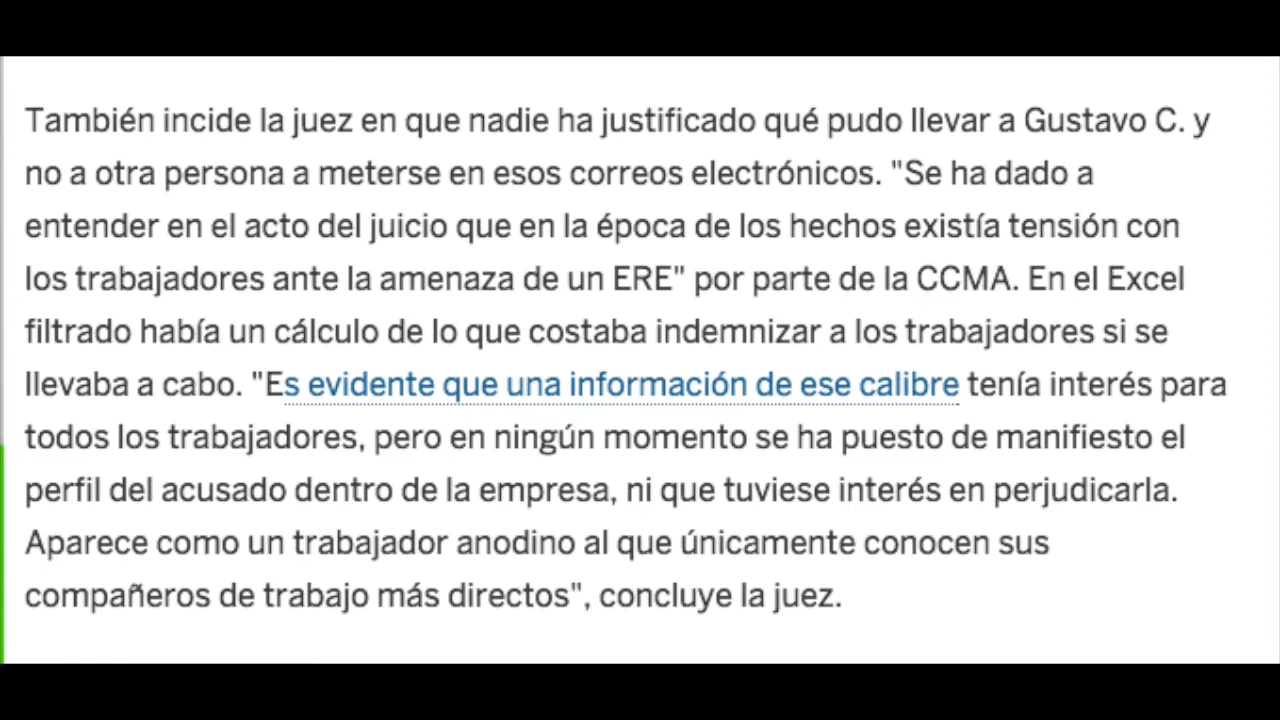 También incide la juez en que nadie ha justificado qué pudo llevar a Gustavo C. y
no a otra persona a meterse en esos correos electrónicos. "Se ha dado a
entender en el acto del juicio que en la época de los hechos existía tensión con
los trabajadores ante la amenaza de un ERE" por parte de la CCMA. En el Excel
filtrado había un cálculo de lo que costaba indemnizar a los trabajadores si se
llevaba a cabo. "Es evidente que una información de ese calibre tenía interés para
todos los trabajadores, pero en ningún momento se ha puesto de manifiesto el
perfil del acusado dentro de la empresa, ni que tuviese interés en perjudicarla.
Aparece como un trabajador anodino al que únicamente conocen sus
compañeros de trabajo más directos", concluye la juez.